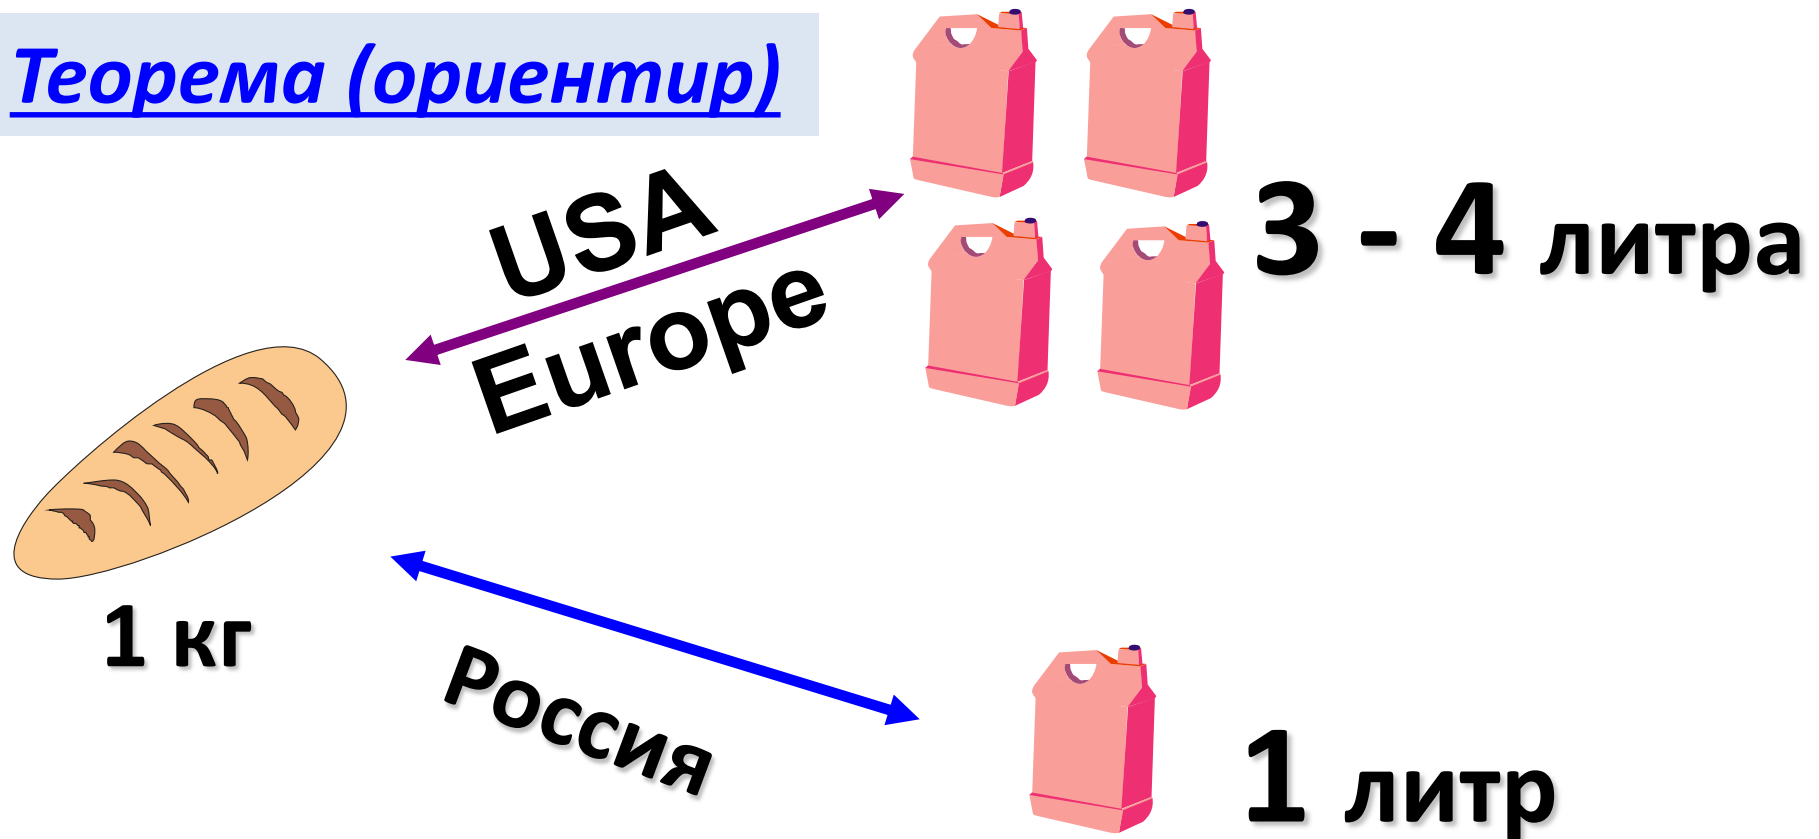 Теорема (ориентир)
USA
Europe
3 - 4 литра
1 кг
Россия
1 литр